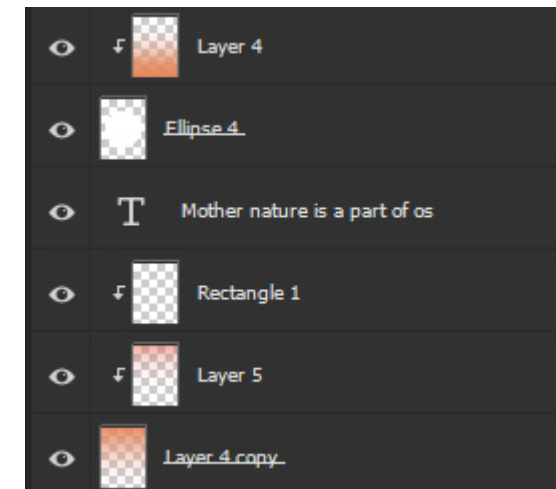 Layer 4
Ellipse 4
T Mother nature is a part of os
Rectangle 1
Layer 5
Layer 4 copy